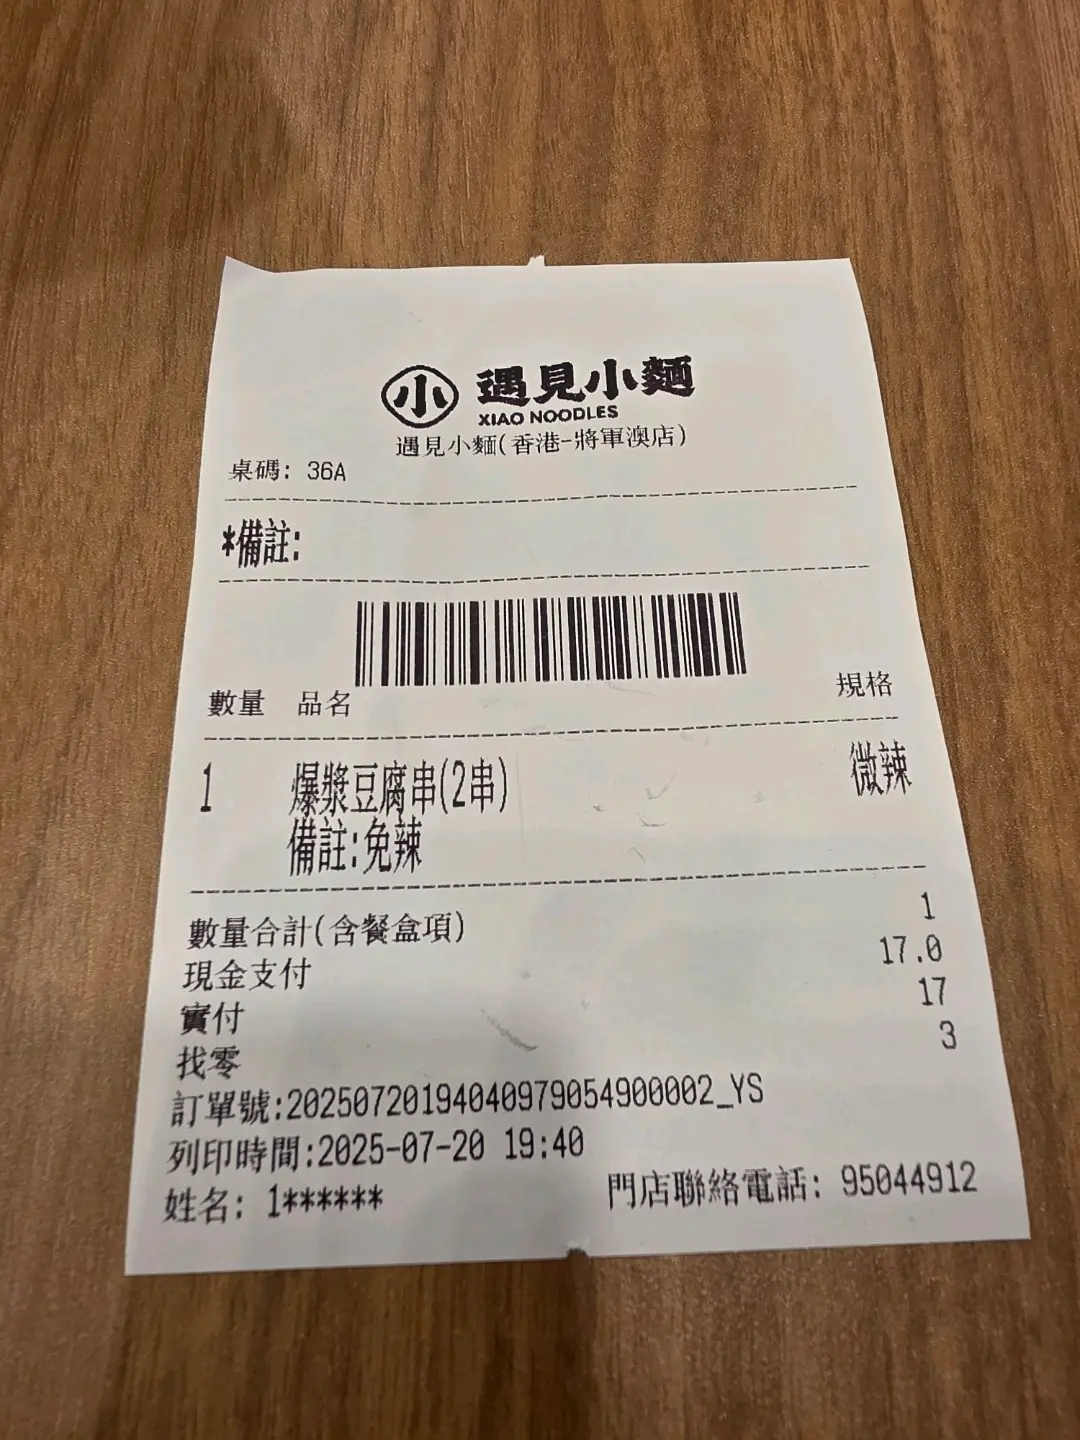 小 遇見小麵
XIAO NOODLES
遇見小麵(香港-將軍澳店)
桌碼: 36A
*備註:
數量 品名 規格
1 爆漿豆腐串(2串) 微辣
備註:免辣
數量合計(含餐盒項) 1
現金支付 17.0
實付 17
找零 3
訂單號:20250720194040979054900002_YS
列印時間:2025-07-20 19:40
姓名: 1****** 門店聯絡電話: 95044912